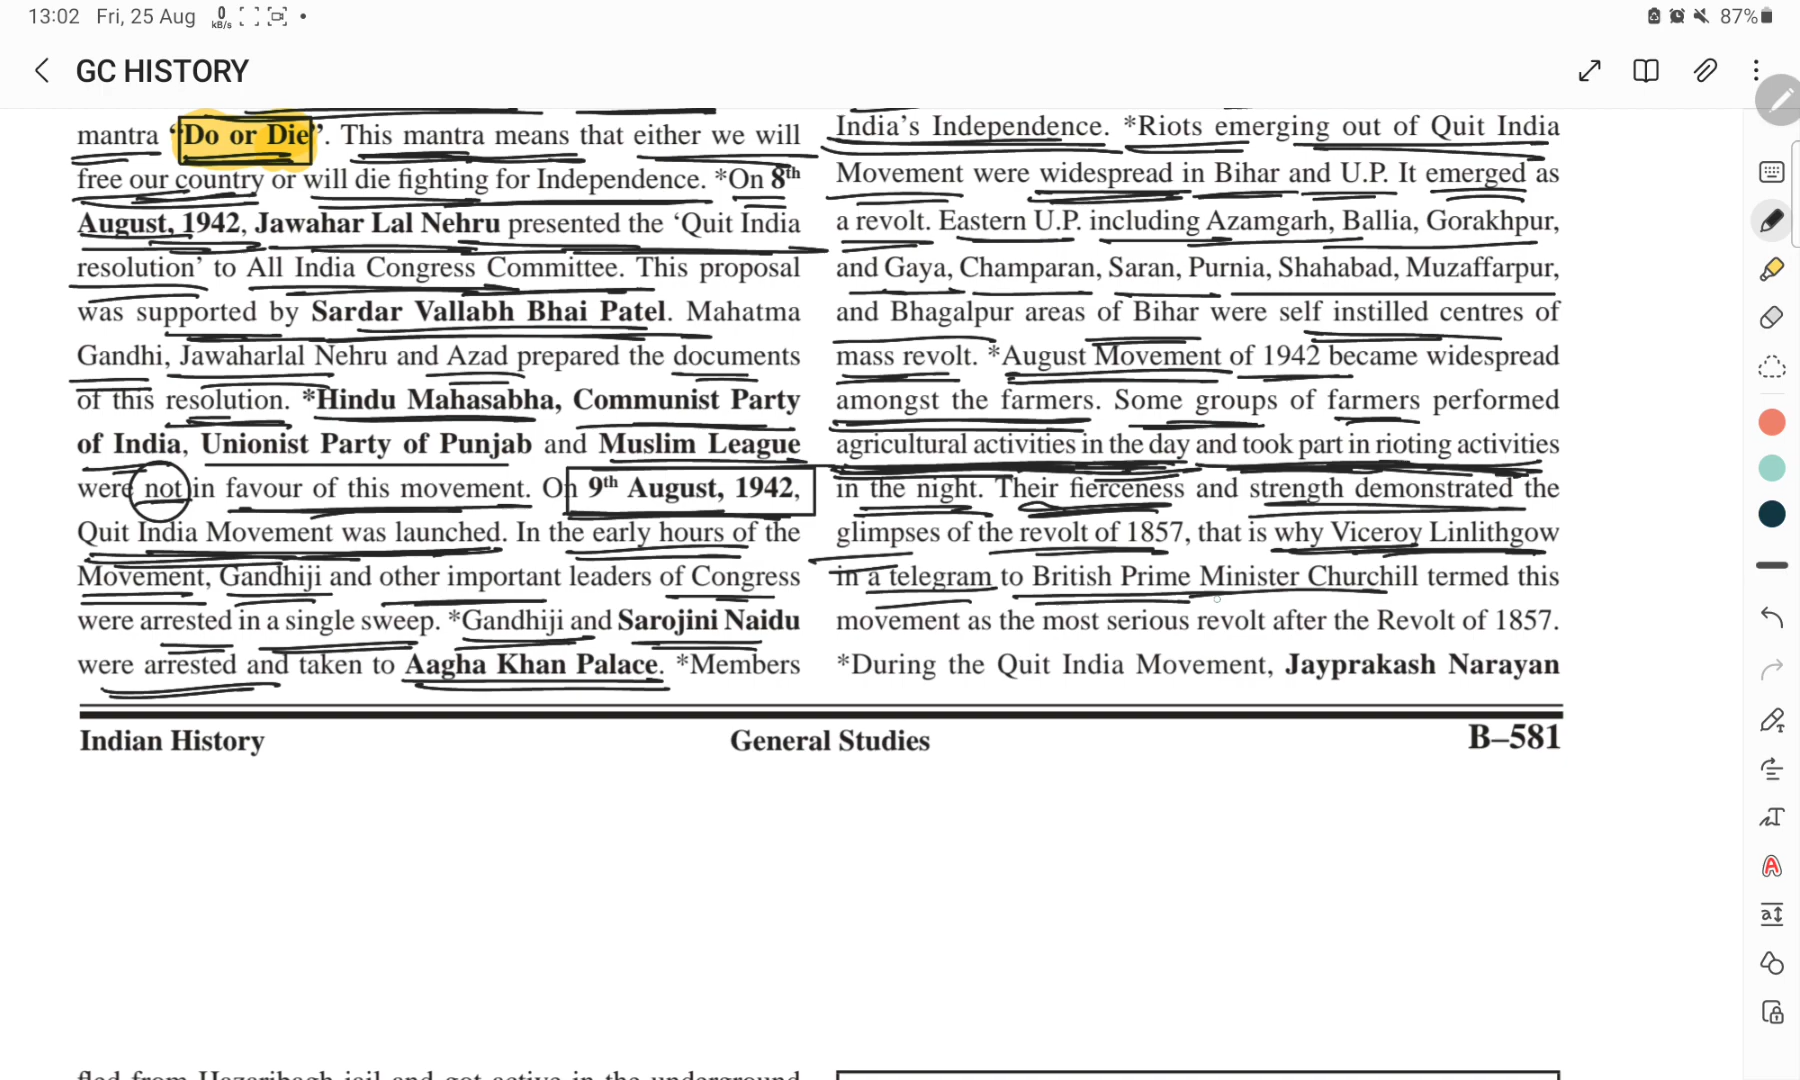 13:02 Fri, 25 Aug 0 kB/s 87%
GC HISTORY
mantra “Do or Die”. This mantra means that either we will
free our country or will die fighting for Independence. *On 8th
August, 1942, Jawahar Lal Nehru presented the ‘Quit India
resolution’ to All India Congress Committee. This proposal
was supported by Sardar Vallabh Bhai Patel. Mahatma
Gandhi, Jawaharlal Nehru and Azad prepared the documents
of this resolution. *Hindu Mahasabha, Communist Party
of India, Unionist Party of Punjab and Muslim League
were not in favour of this movement. On 9th August, 1942,
Quit India Movement was launched. In the early hours of the
Movement, Gandhiji and other important leaders of Congress
were arrested in a single sweep. *Gandhiji and Sarojini Naidu
were arrested and taken to Aagha Khan Palace. *Members
India’s Independence. *Riots emerging out of Quit India
Movement were widespread in Bihar and U.P. It emerged as
a revolt. Eastern U.P. including Azamgarh, Ballia, Gorakhpur,
and Gaya, Champaran, Saran, Purnia, Shahabad, Muzaffarpur,
and Bhagalpur areas of Bihar were self instilled centres of
mass revolt. *August Movement of 1942 became widespread
amongst the farmers. Some groups of farmers performed
agricultural activities in the day and took part in rioting activities
in the night. Their fierceness and strength demonstrated the
glimpses of the revolt of 1857, that is why Viceroy Linlithgow
in a telegram to British Prime Minister Churchill termed this
movement as the most serious revolt after the Revolt of 1857.
*During the Quit India Movement, Jayprakash Narayan
Indian History General Studies B–581
fled from Hazaribagh jail and got active in the underground